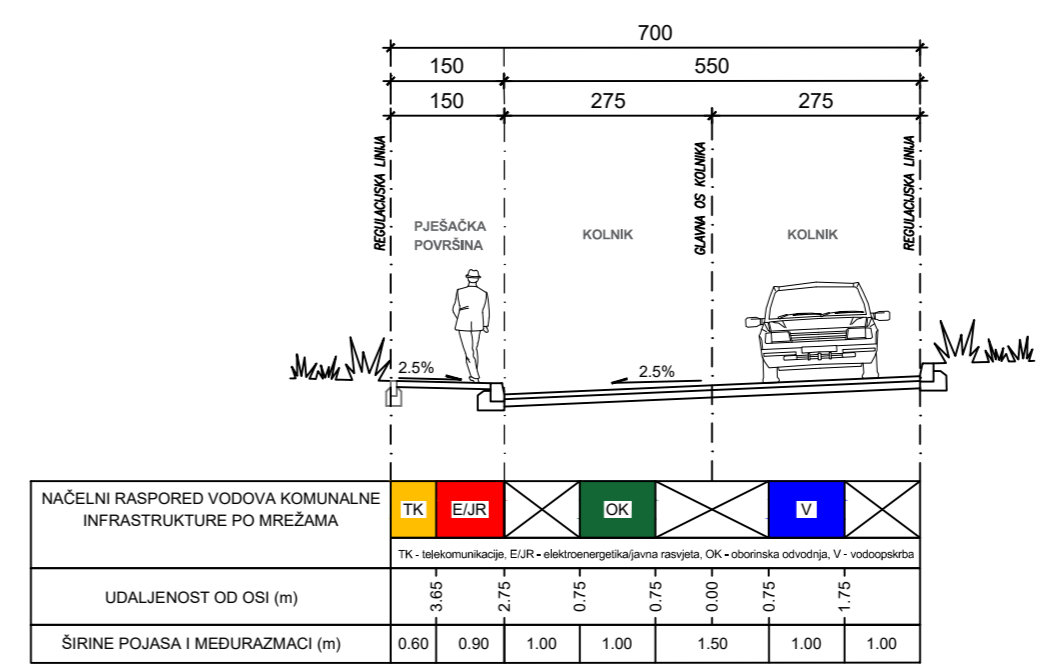 700
150 550
150 275 275
REGULACIJSKA LINIJA
GLAVNA OS KOLNIKA
REGULACIJSKA LINIJA
PJEŠAČKA
POVRŠINA
KOLNIK
KOLNIK
2.5%
2.5%
NAČELNI RASPORED VODOVA KOMUNALNE
INFRASTRUKTURE PO MREŽAMA
TK E/JR OK V
TK - telekomunikacije, E/JR - elektroenergetika/javna rasvjeta, OK - oborinska odvodnja, V - vodoopskrba
UDALJENOST OD OSI (m)
3.65 2.75 0.75 0.75 0.00 0.75 1.75
ŠIRINE POJASA I MEĐURAZMACI (m)
0.60 0.90 1.00 1.00 1.50 1.00 1.00